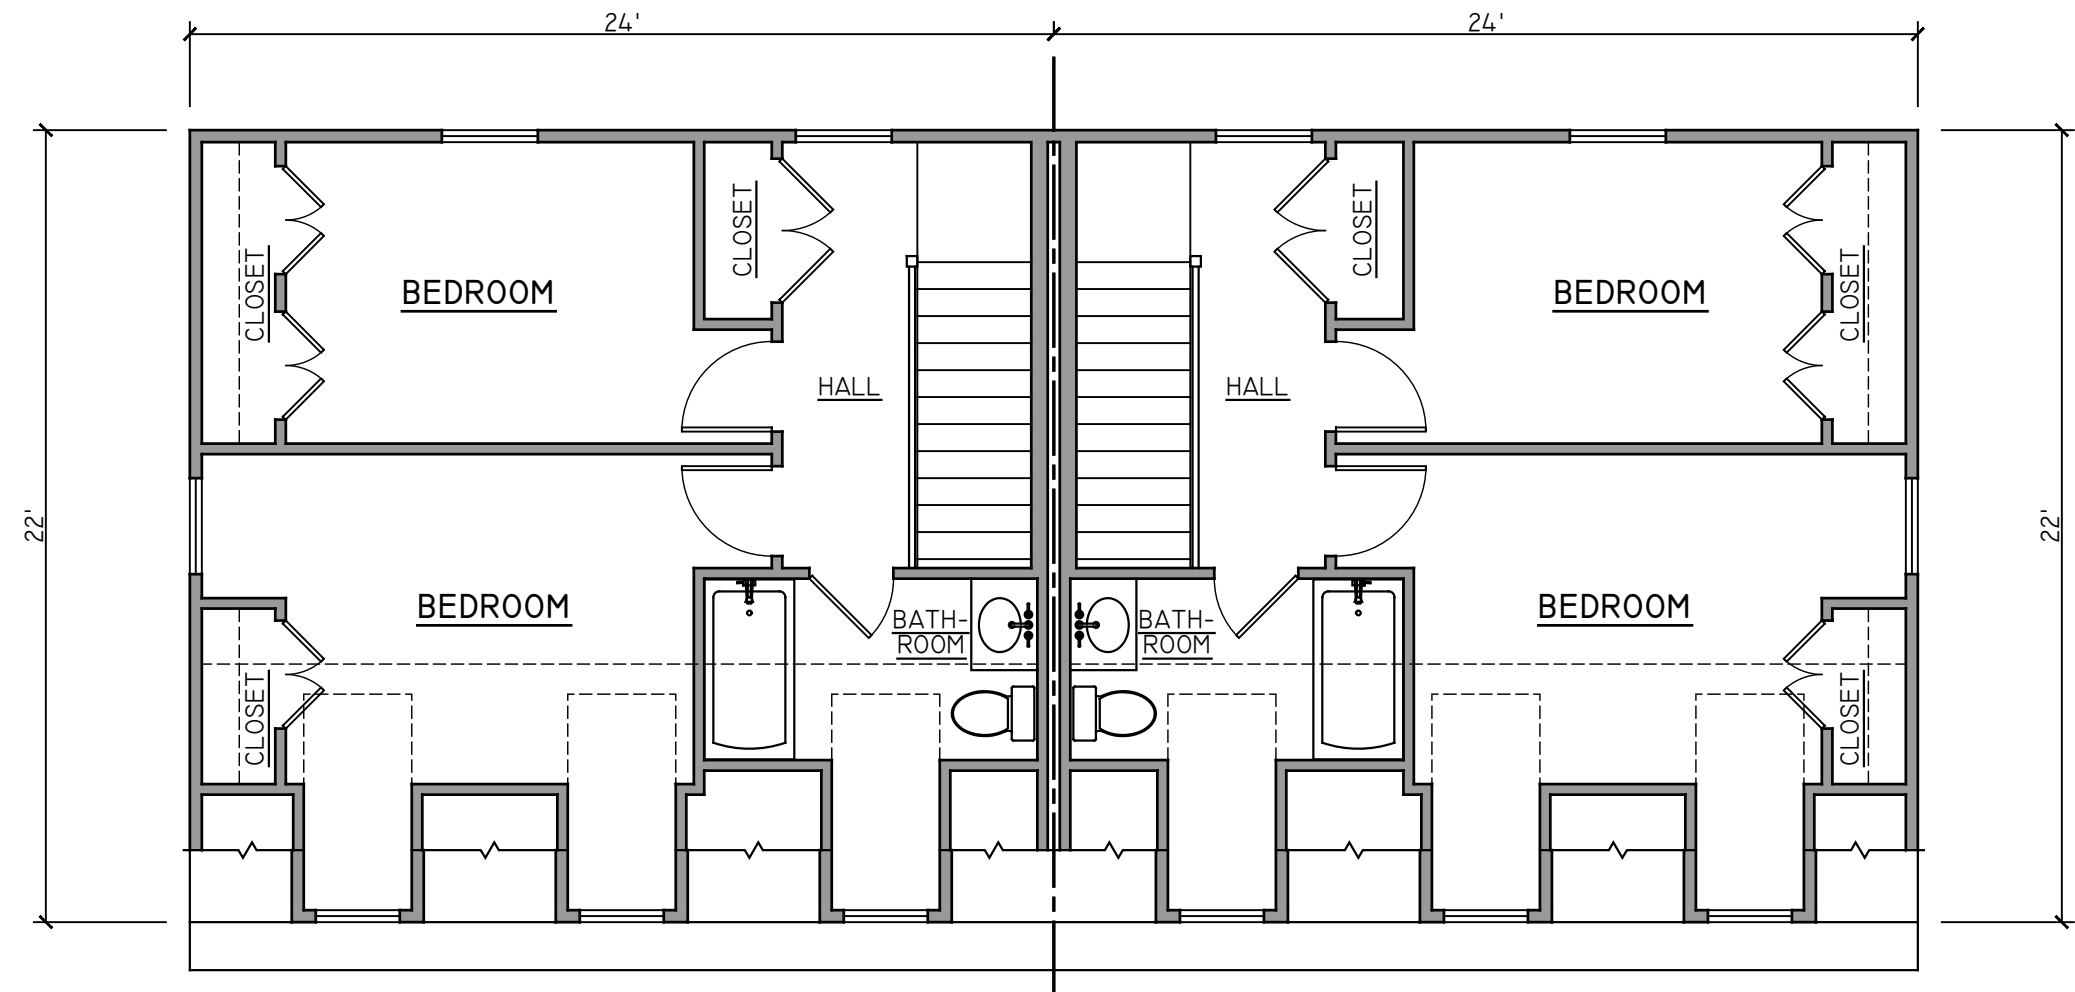 24'
24'
CLOSET
CLOSET
CLOSET
CLOSET
BEDROOM
BEDROOM
HALL
HALL
22'
22'
BEDROOM
BEDROOM
BATH-
ROOM
BATH-
ROOM
CLOSET
CLOSET